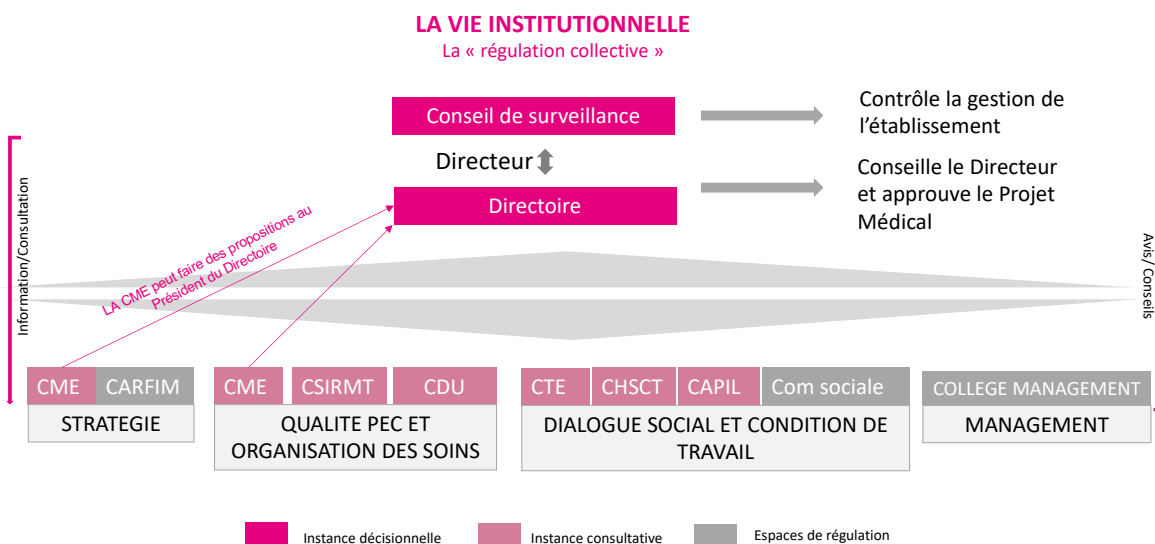 LA VIE INSTITUTIONNELLE
La « régulation collective »
Conseil de surveillance
Contrôle la gestion de
l'établissement
Directeur
Directoire
Conseille le Directeur
et approuve le Projet
Médical
Information/Consultation
LA CME peut faire des propositions au
Président du Directoire
Avis/ Conseils
CME CARFIM
STRATEGIE
CME CSIRMT CDU
QUALITE PEC ET
ORGANISATION DES SOINS
CTE CHSCT CAPIL Com sociale
DIALOGUE SOCIAL ET CONDITION DE
TRAVAIL
COLLEGE MANAGEMENT
MANAGEMENT
Instance décisionnelle
Instance consultative
Espaces de régulation